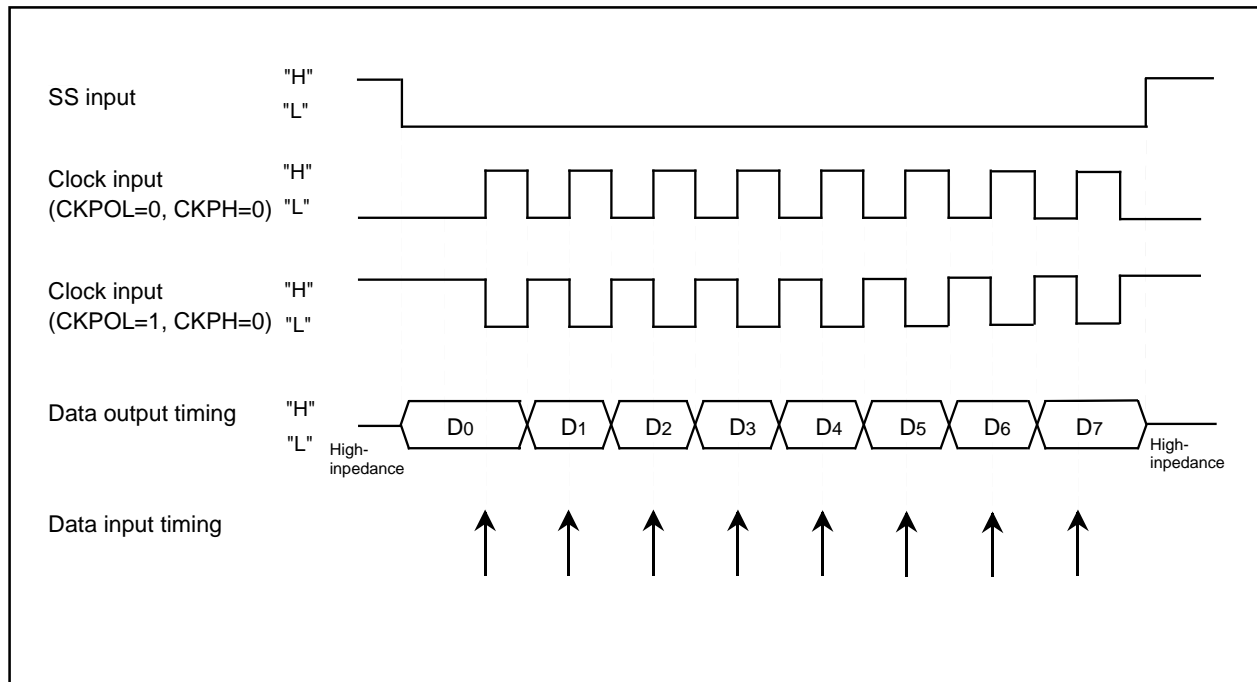 SS input
"H"
"L"
Clock input
(CKPOL=0, CKPH=0)
"H"
"L"
Clock input
(CKPOL=1, CKPH=0)
"H"
"L"
Data output timing
"H"
"L"
High-
inpedance
D0
D1
D2
D3
D4
D5
D6
D7
High-
inpedance
Data input timing